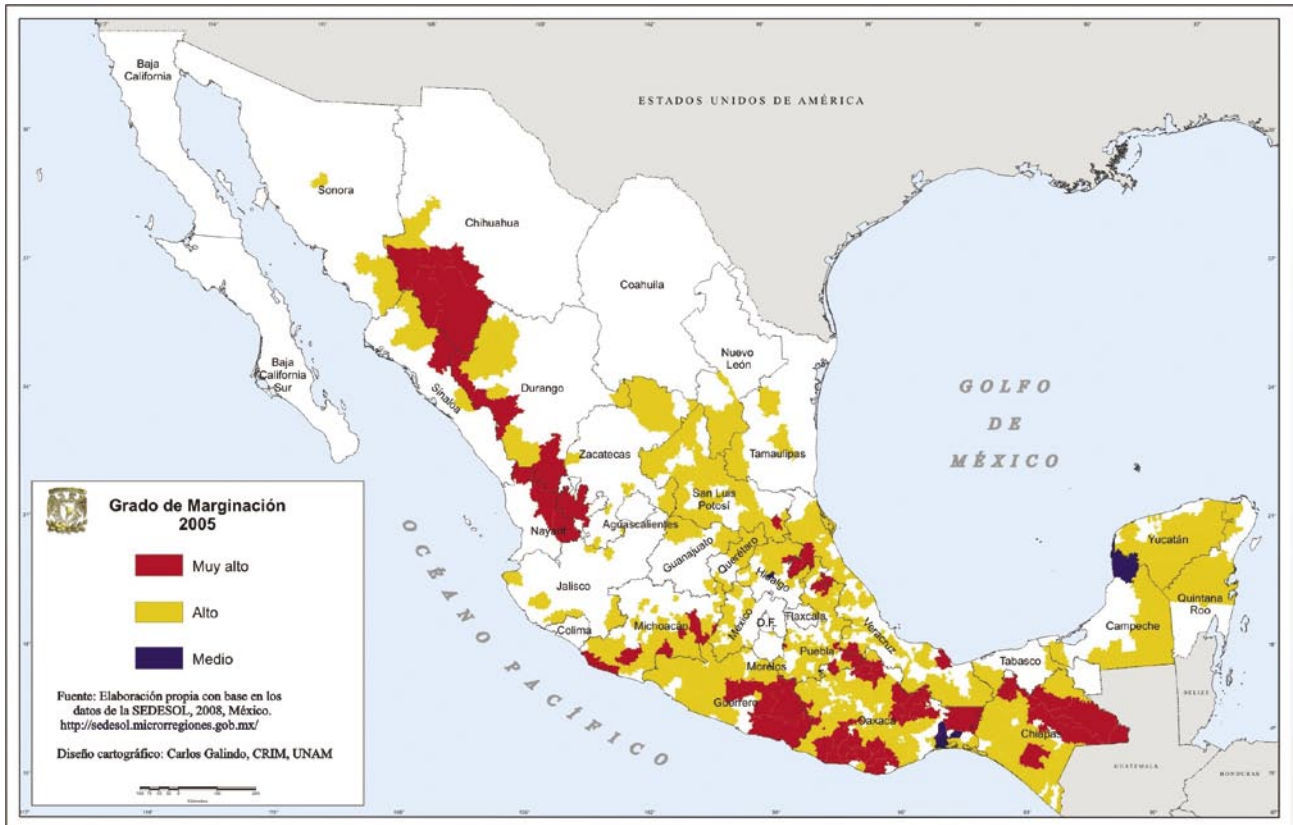 ESTADOS UNIDOS DE AMÉRICA
Baja
California
Sonora
Chihuahua
Coahuila
Nuevo
León
Baja
California
Sur
Sinaloa
Durango
GOLFO
DE
MÉXICO
Zacatecas
Tamaulipas
San Luis
Potosí
Nayarit
Aguascalientes
Guanajuato
Querétaro
Hidalgo
Yucatán
Jalisco
Quintana
Roo
Campeche
Colima
Michoacán
México
D.F.
Tlaxcala
Veracruz
Puebla
Morelos
Tabasco
Guerrero
Oaxaca
Chiapas
BELIZE
GUATEMALA
HONDURAS
OCÉANO PACÍFICO
Grado de Marginación
2005
Muy alto
Alto
Medio
Fuente: Elaboración propia con base en los
datos de la SEDESOL, 2008, México.
http://sedesol.microrregiones.gob.mx/
Diseño cartográfico: Carlos Galindo, CRIM, UNAM